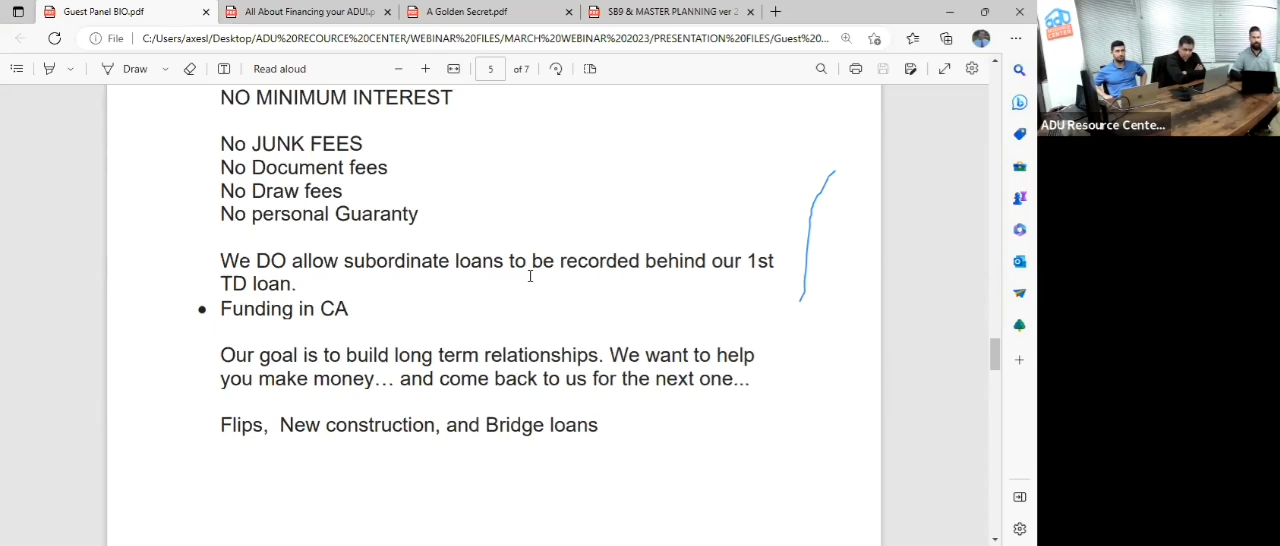 Guest Panel BIO.pdf
All About Financing your ADU!.p
A Golden Secret.pdf
SB9 & MASTER PLANNING ver 2
File
C:/Users/axesl/Desktop/ADU%20RECOURSE%20CENTER/WEBINAR%20FILES/MARCH%20WEBINAR%202023/PRESENTATION%20FILES/Guest%20...
Draw
Read aloud
5 of 7
NO MINIMUM INTEREST
No JUNK FEES
No Document fees
No Draw fees
No personal Guaranty
We DO allow subordinate loans to be recorded behind our 1st
TD loan.
• Funding in CA
Our goal is to build long term relationships. We want to help
you make money… and come back to us for the next one...
Flips, New construction, and Bridge loans
adu
CENTER
ADU Resource Cente...